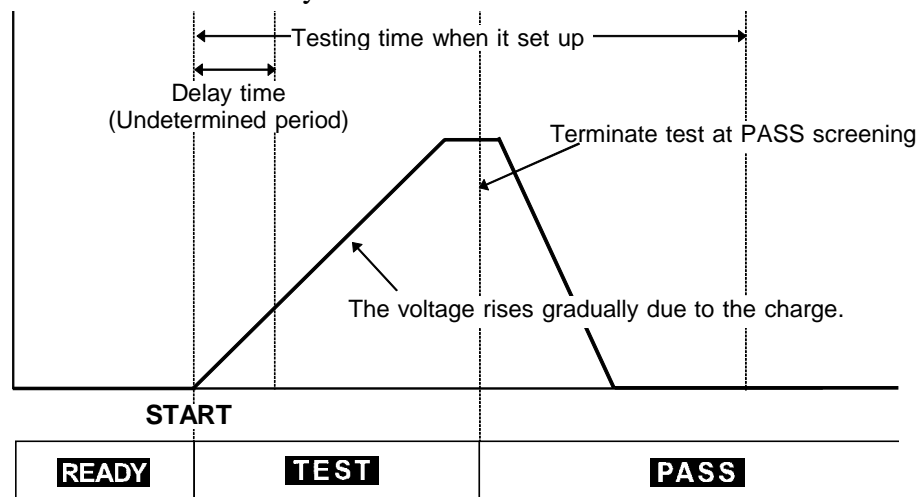 Testing time when it set up
Delay time
(Undetermined period)
Terminate test at PASS screening
The voltage rises gradually due to the charge.
START
READY TEST PASS